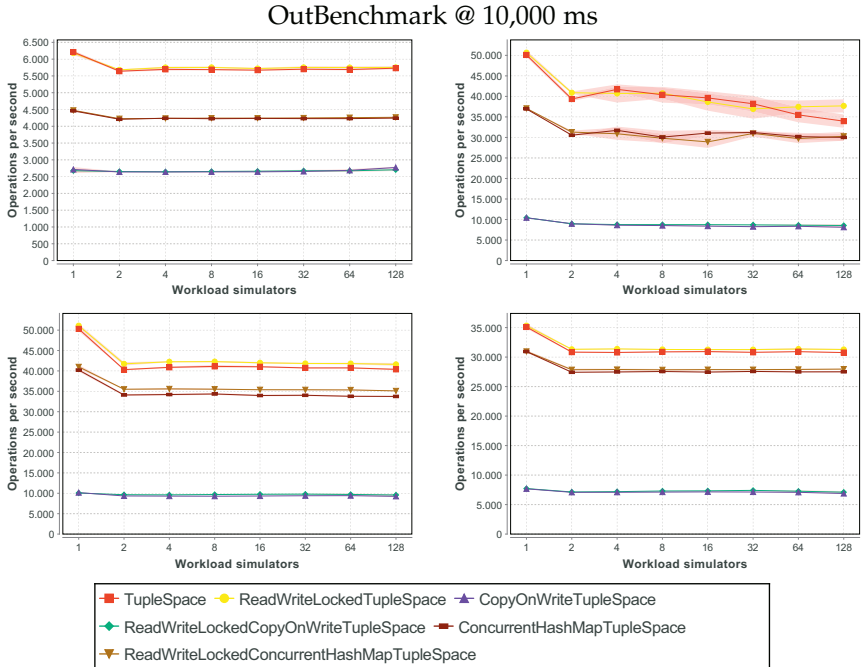 OutBenchmark @ 10,000 ms
6.500
6.000
5.500
5.000
4.500
4.000
3.500
3.000
2.500
2.000
1.500
1.000
500
0
Operations per second
1 2 4 8 16 32 64 128
Workload simulators
50.000
45.000
40.000
35.000
30.000
25.000
20.000
15.000
10.000
5.000
0
Operations per second
1 2 4 8 16 32 64 128
Workload simulators
50.000
45.000
40.000
35.000
30.000
25.000
20.000
15.000
10.000
5.000
0
Operations per second
1 2 4 8 16 32 64 128
Workload simulators
35.000
30.000
25.000
20.000
15.000
10.000
5.000
0
Operations per second
1 2 4 8 16 32 64 128
Workload simulators
TupleSpace ReadWriteLockedTupleSpace CopyOnWriteTupleSpace
ReadWriteLockedCopyOnWriteTupleSpace ConcurrentHashMapTupleSpace
ReadWriteLockedConcurrentHashMapTupleSpace